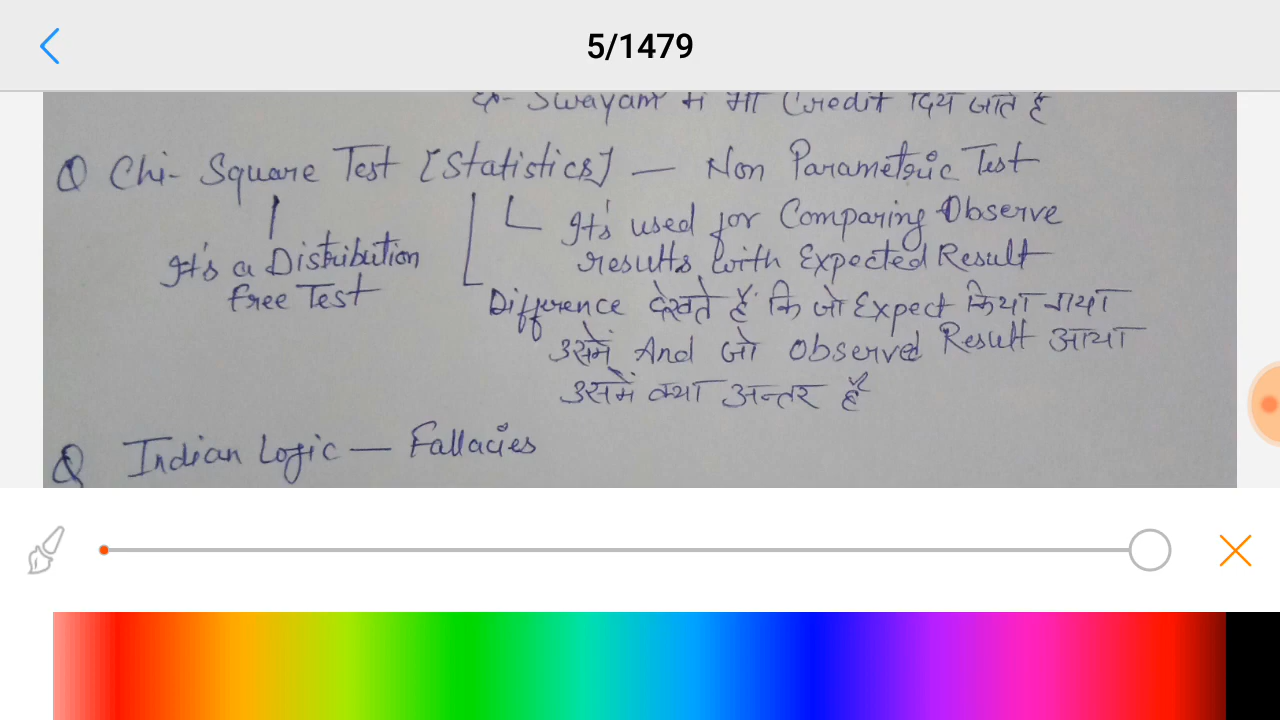 5/1479
Ex- Swayam में भी Credit दिये जाते है
Q Chi- Square Test [Statistics] — Non Parametric Test
It's used for Comparing Observe
results with Expected Result
It's a Distribution
free Test
Difference देखते हैं कि जो Expect किया गया
उसमें And जो Observed Result आया
उसमें क्या अन्तर है
Q Indian Logic — Fallacies